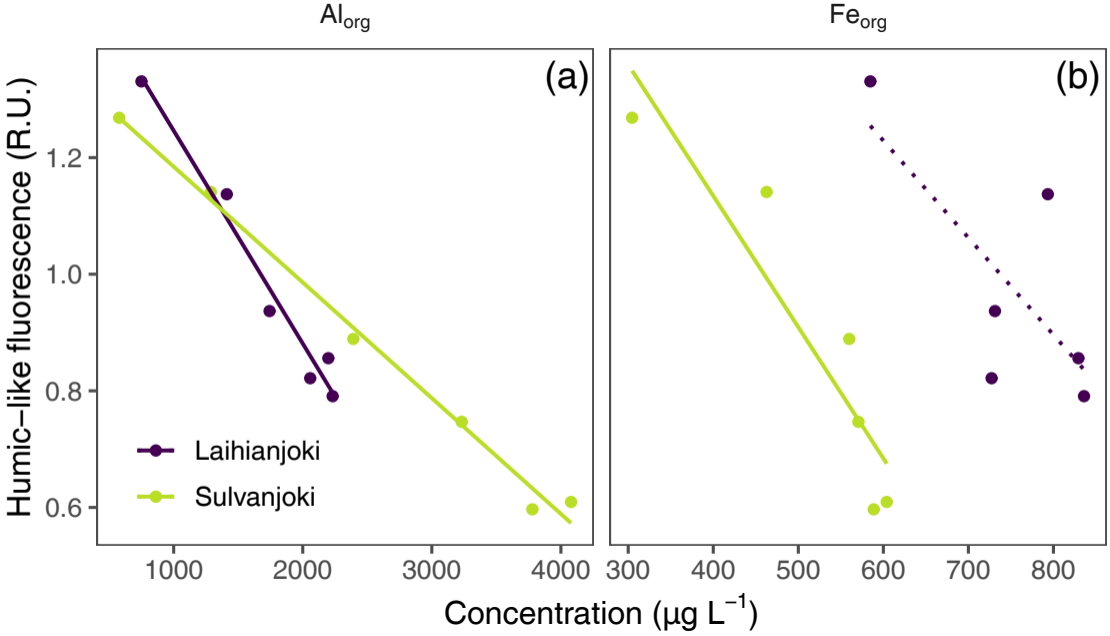 Al_org
Fe_org
(a)
(b)
Humic–like fluorescence (R.U.)
1.2
1.0
0.8
0.6
Laihianjoki
Sulvanjoki
1000 2000 3000 4000
300 400 500 600 700 800
Concentration (µg L⁻¹)